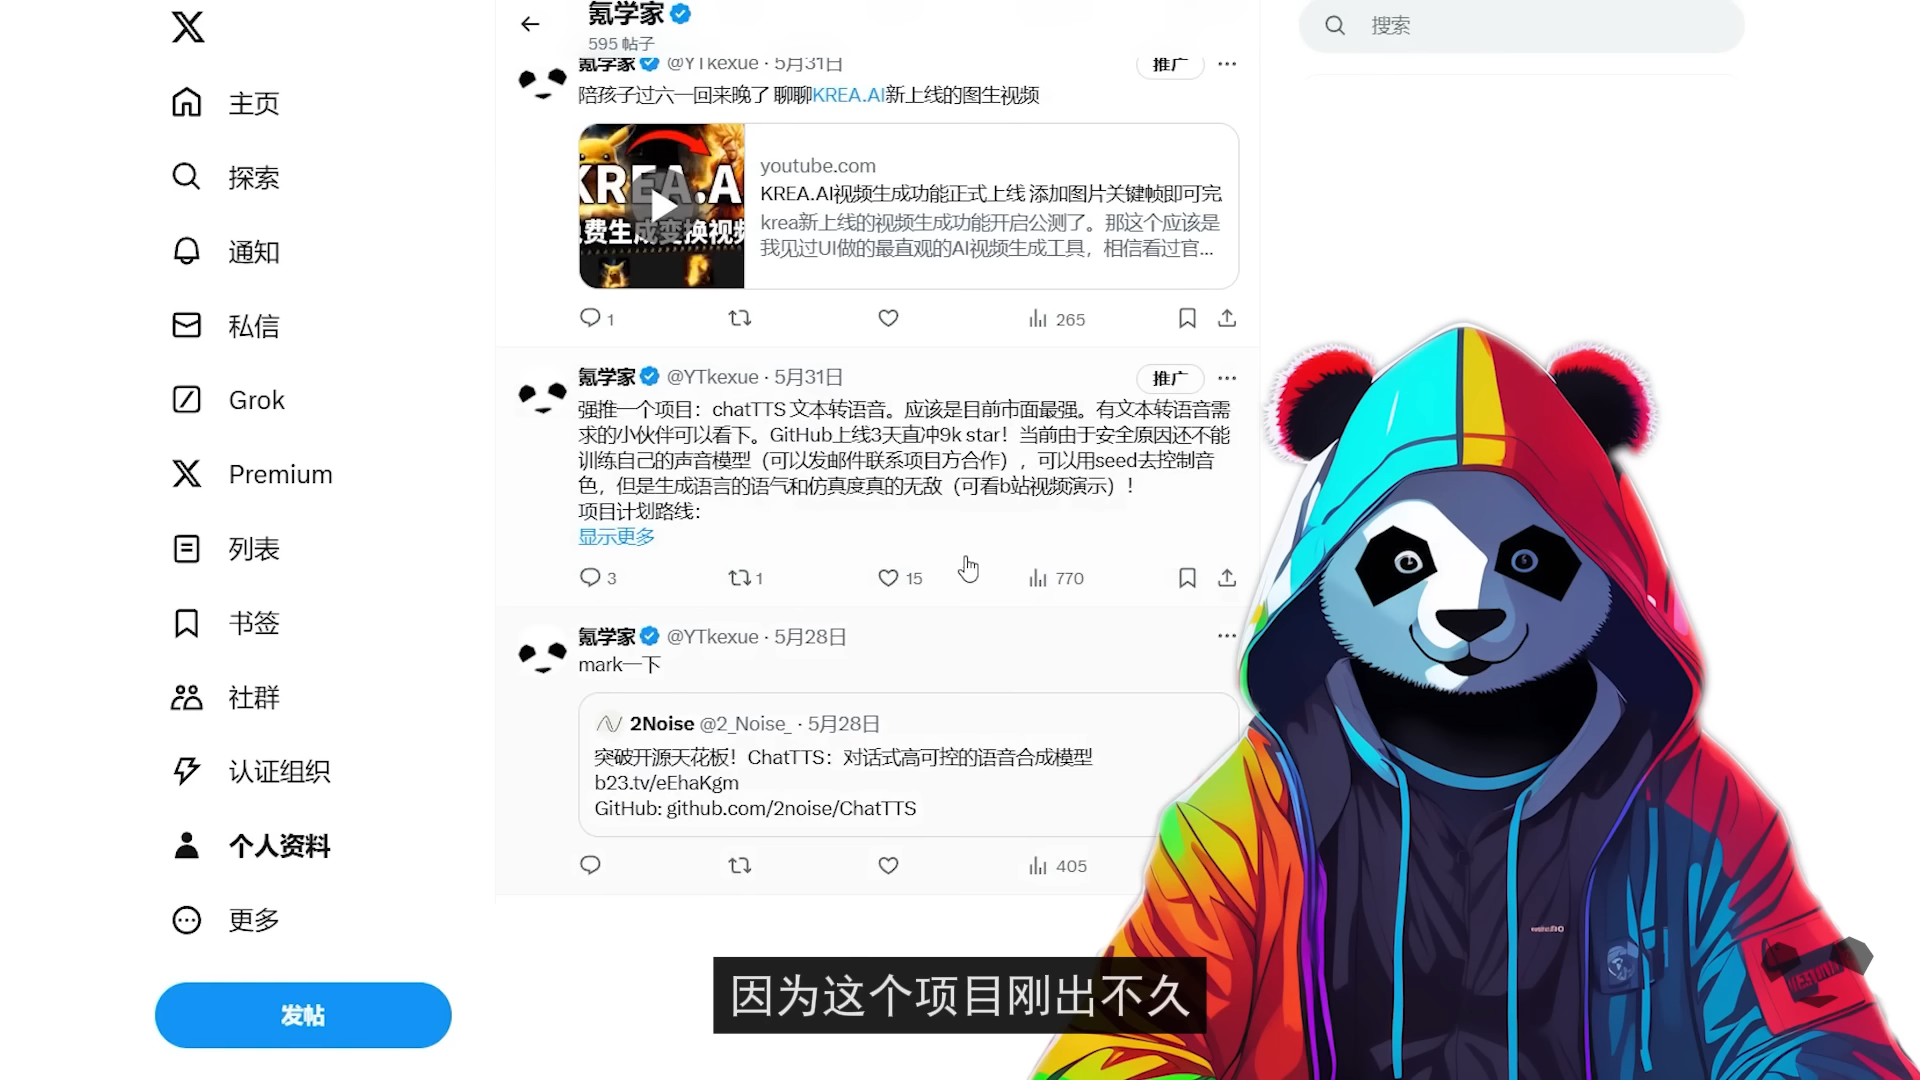 氪学家
595 帖子
搜索
主页
探索
通知
私信
Grok
Premium
列表
书签
社群
认证组织
个人资料
更多
发帖
氪学家 @YTkexue · 5月31日
推广
陪孩子过六一回来晚了 聊聊KREA.AI新上线的图生视频
KREA.A
费生成变换视频
youtube.com
KREA.AI视频生成功能正式上线 添加图片关键帧即可完
krea新上线的视频生成功能开启公测了。那这个应该是
我见过UI做的最直观的AI视频生成工具，相信看过官...
1
265
氪学家 @YTkexue · 5月31日
推广
强推一个项目：chatTTS 文本转语音。应该是目前市面最强。有文本转语音需
求的小伙伴可以看下。GitHub上线3天直冲9k star！当前由于安全原因还不能
训练自己的声音模型（可以发邮件联系项目方合作），可以用seed去控制音
色，但是生成语言的语气和仿真度真的无敌（可看b站视频演示）！
项目计划路线：
显示更多
3
1
15
770
氪学家 @YTkexue · 5月28日
mark一下
2Noise @2_Noise_ · 5月28日
突破开源天花板！ChatTTS：对话式高可控的语音合成模型
b23.tv/eEhaKgm
GitHub: github.com/2noise/ChatTTS
405
因为这个项目刚出不久